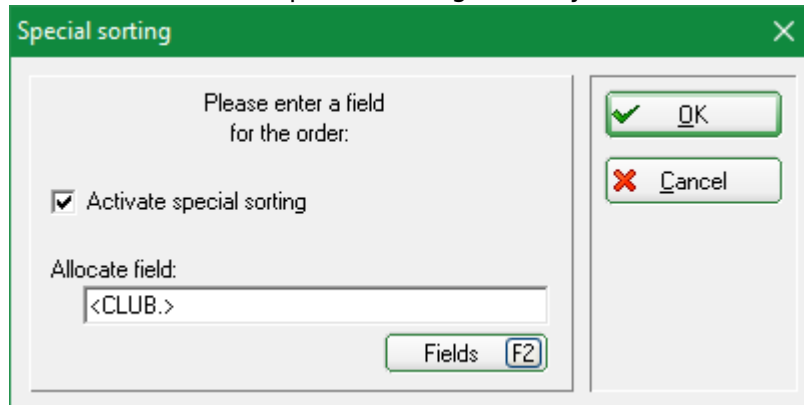 Special sorting
Please enter a field
for the order:
Activate special sorting
Allocate field:
<CLUB.>
Fields F2
OK
Cancel